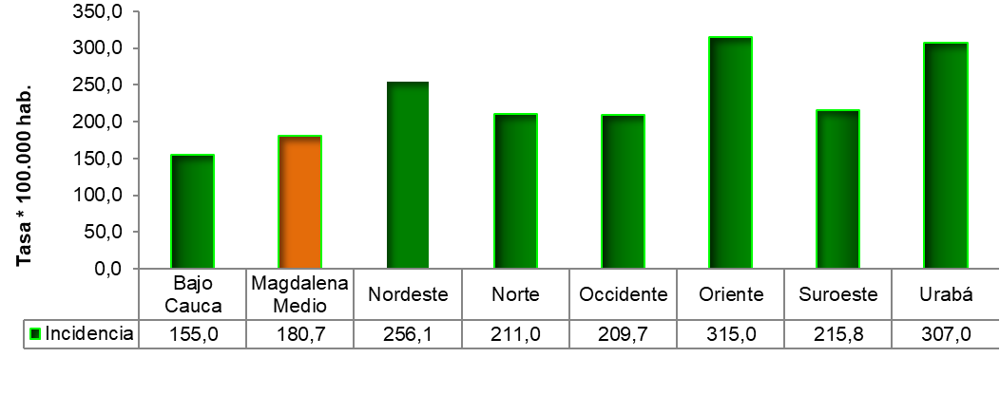 350,0
300,0
250,0
200,0
150,0
100,0
50,0
0,0
Tasa * 100.000 hab.
Bajo Cauca
Magdalena Medio
Nordeste
Norte
Occidente
Oriente
Suroeste
Urabá
Incidencia 155,0 180,7 256,1 211,0 209,7 315,0 215,8 307,0